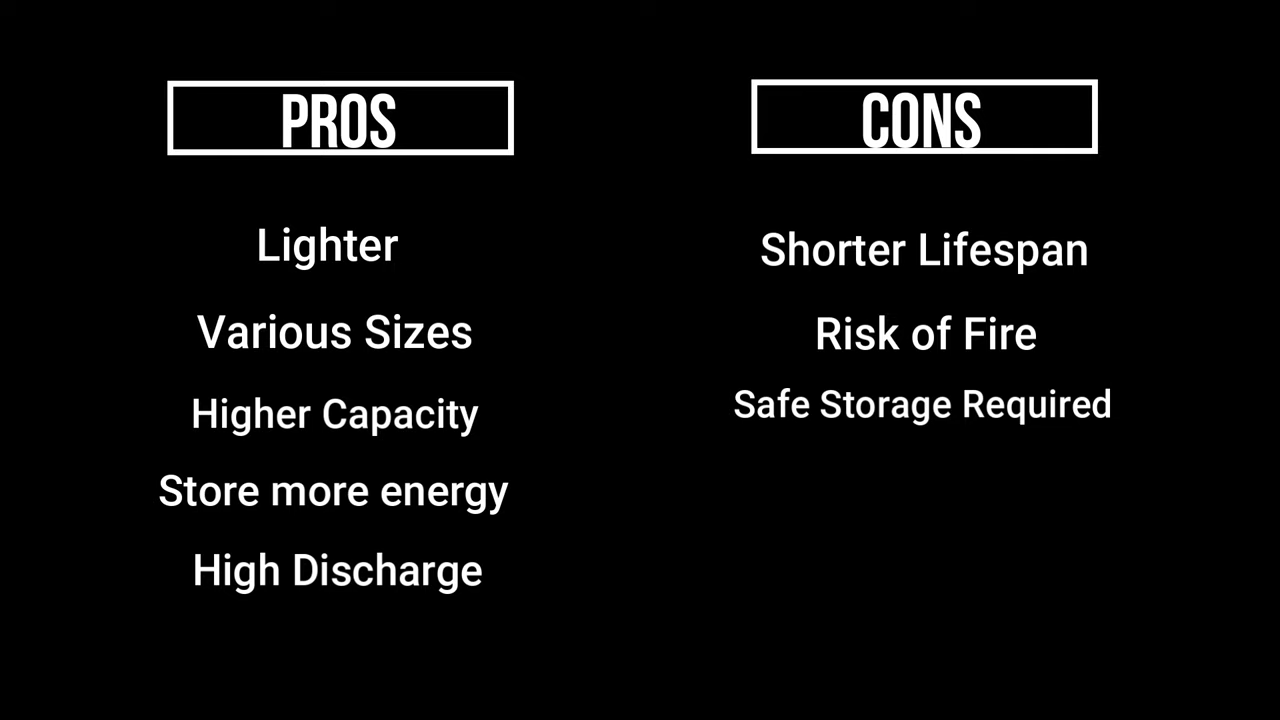 PROS
Lighter
Various Sizes
Higher Capacity
Store more energy
High Discharge
CONS
Shorter Lifespan
Risk of Fire
Safe Storage Required